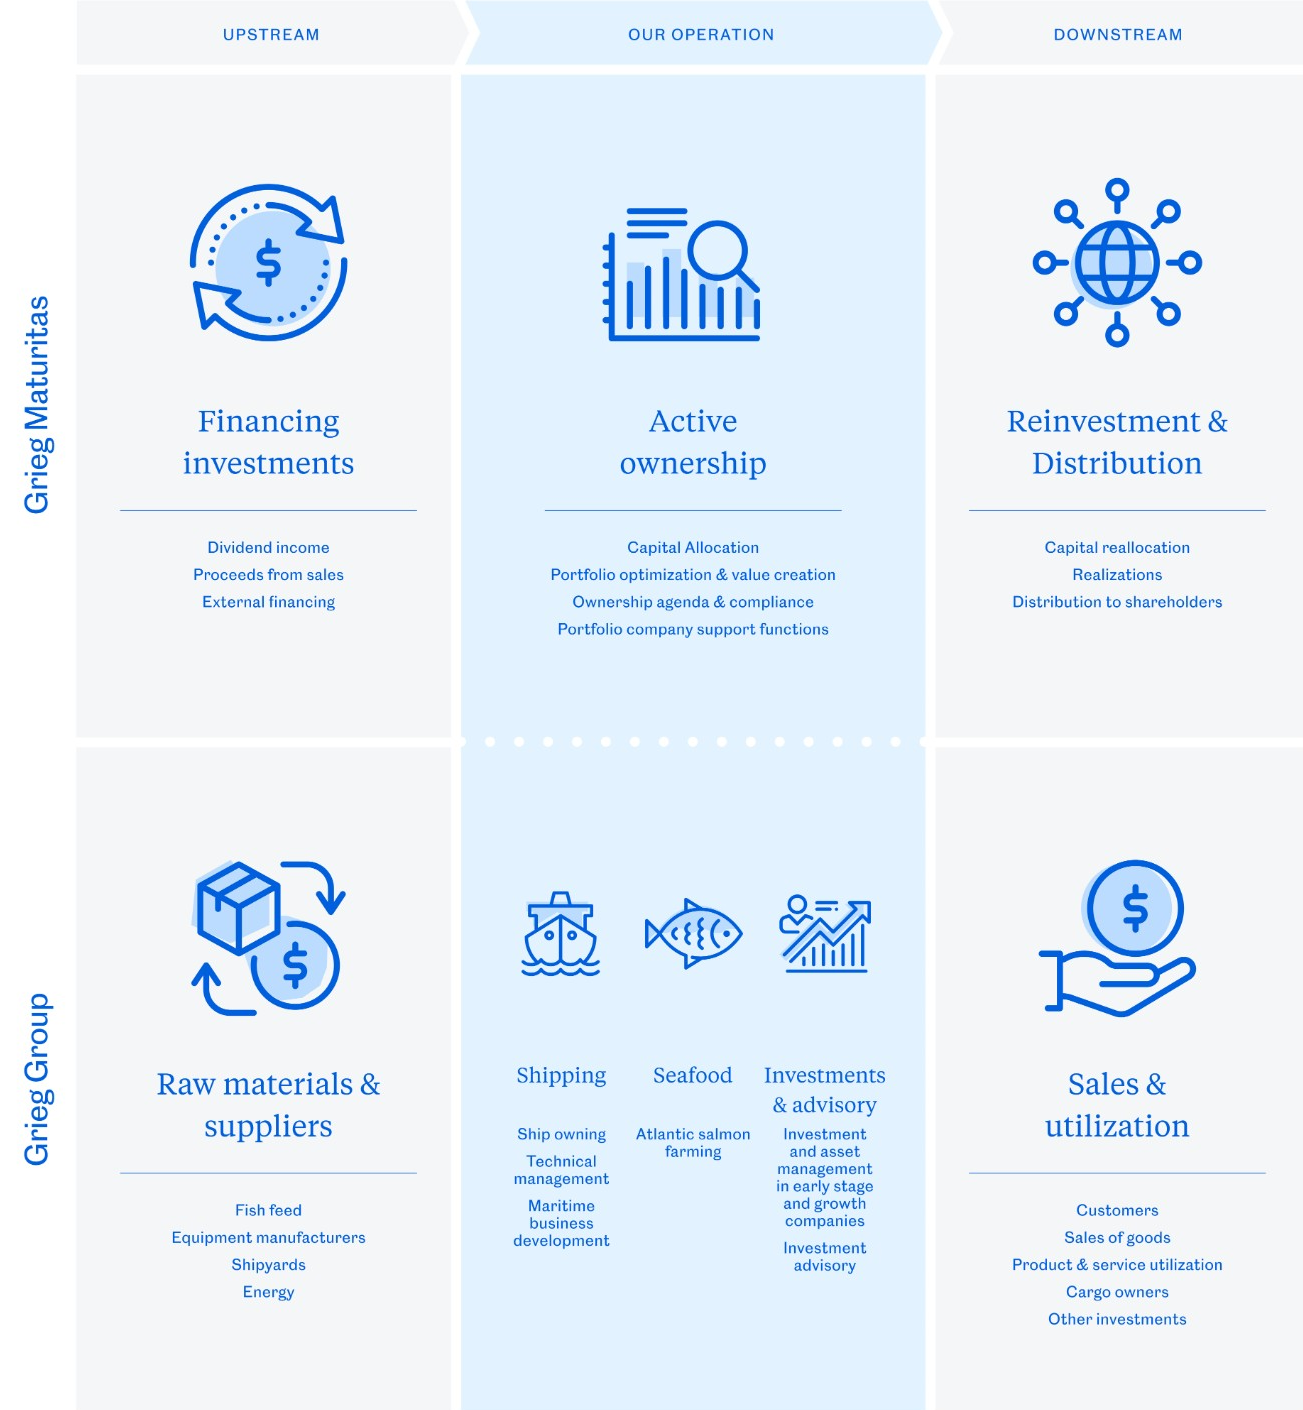 UPSTREAM
OUR OPERATION
DOWNSTREAM
Grieg Maturitas
Financing
investments
Dividend income
Proceeds from sales
External financing
Active
ownership
Capital Allocation
Portfolio optimization & value creation
Ownership agenda & compliance
Portfolio company support functions
Reinvestment &
Distribution
Capital reallocation
Realizations
Distribution to shareholders
Grieg Group
Raw materials &
suppliers
Fish feed
Equipment manufacturers
Shipyards
Energy
Shipping
Ship owning
Technical
management
Maritime
business
development
Seafood
Atlantic salmon
farming
Investments
& advisory
Investment
and asset
management
in early stage
and growth
companies
Investment
advisory
Sales &
utilization
Customers
Sales of goods
Product & service utilization
Cargo owners
Other investments